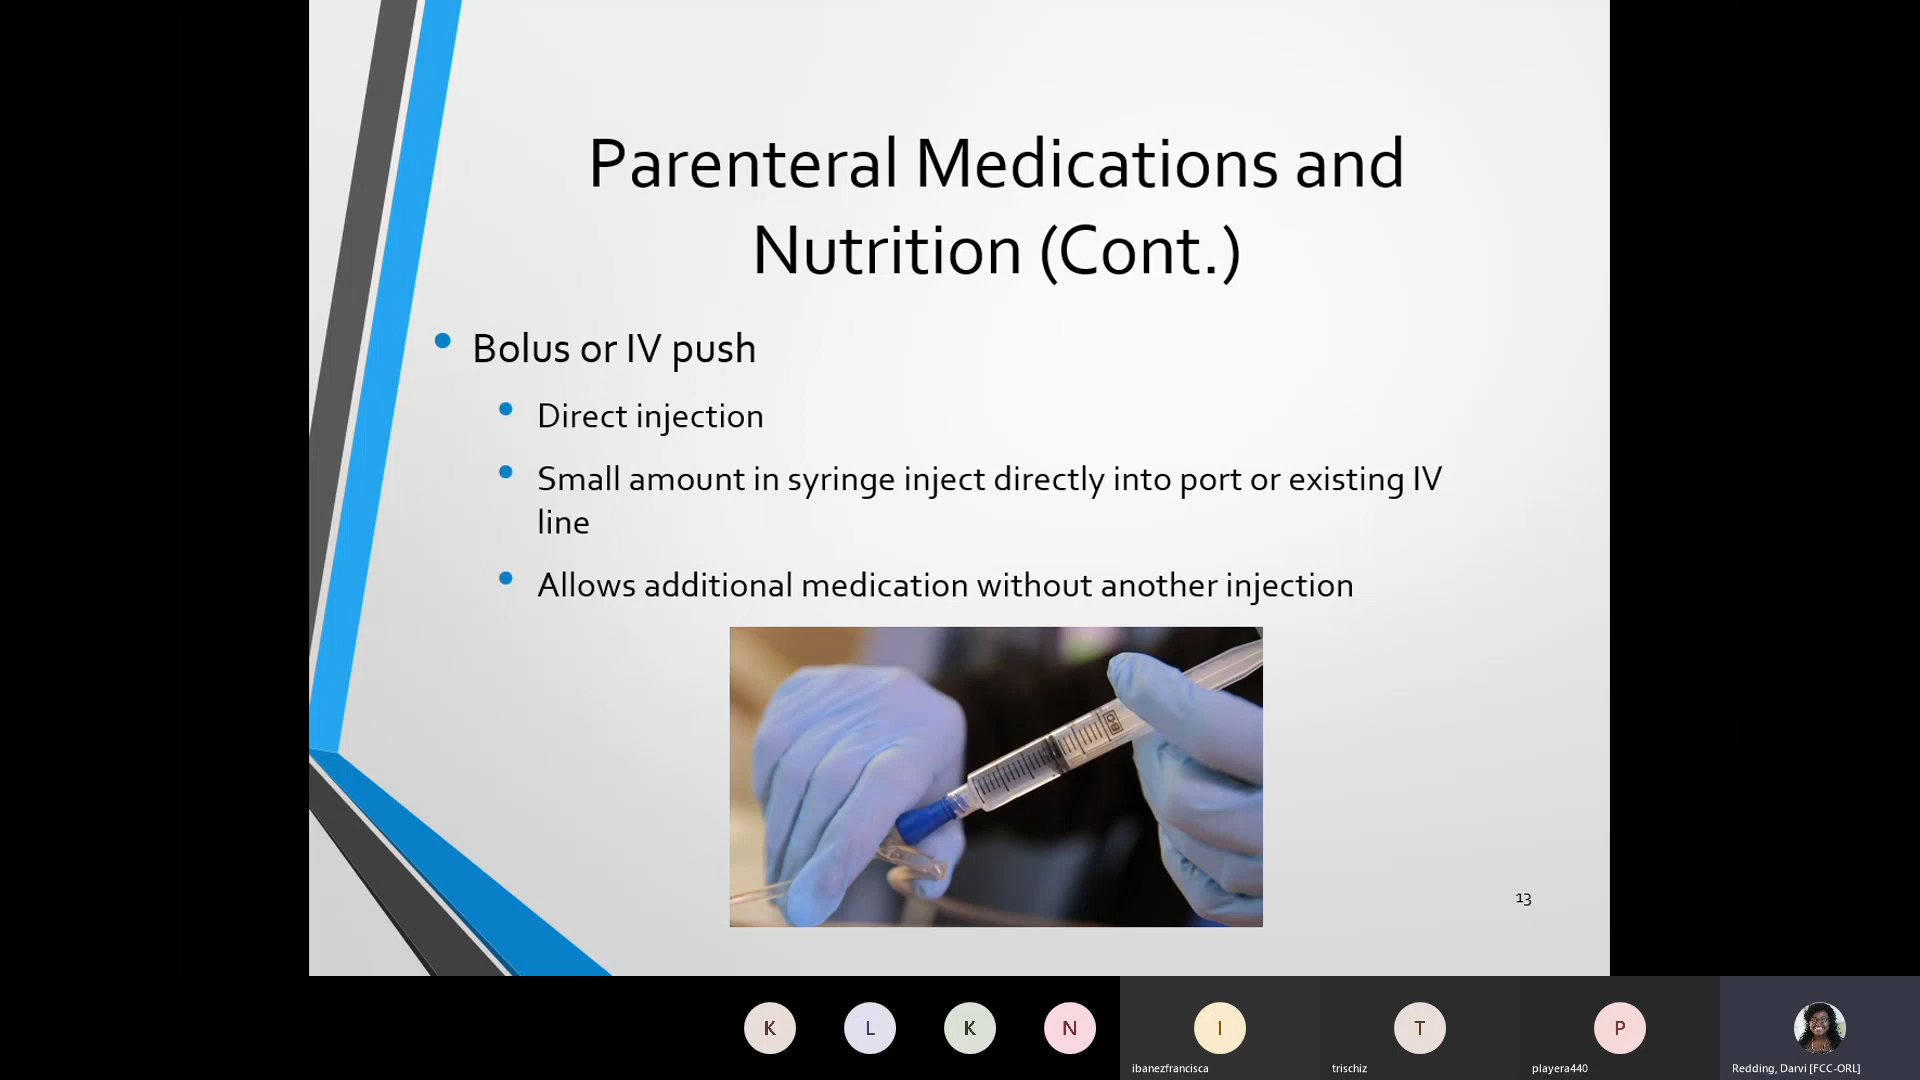 Parenteral Medications and
Nutrition (Cont.)
Bolus or IV push
Direct injection
Small amount in syringe inject directly into port or existing IV
line
Allows additional medication without another injection
13
K
L
K
N
I
T
P
ibanezfrancisca
trischiz
playera440
Redding, Darvi [FCC-ORL]